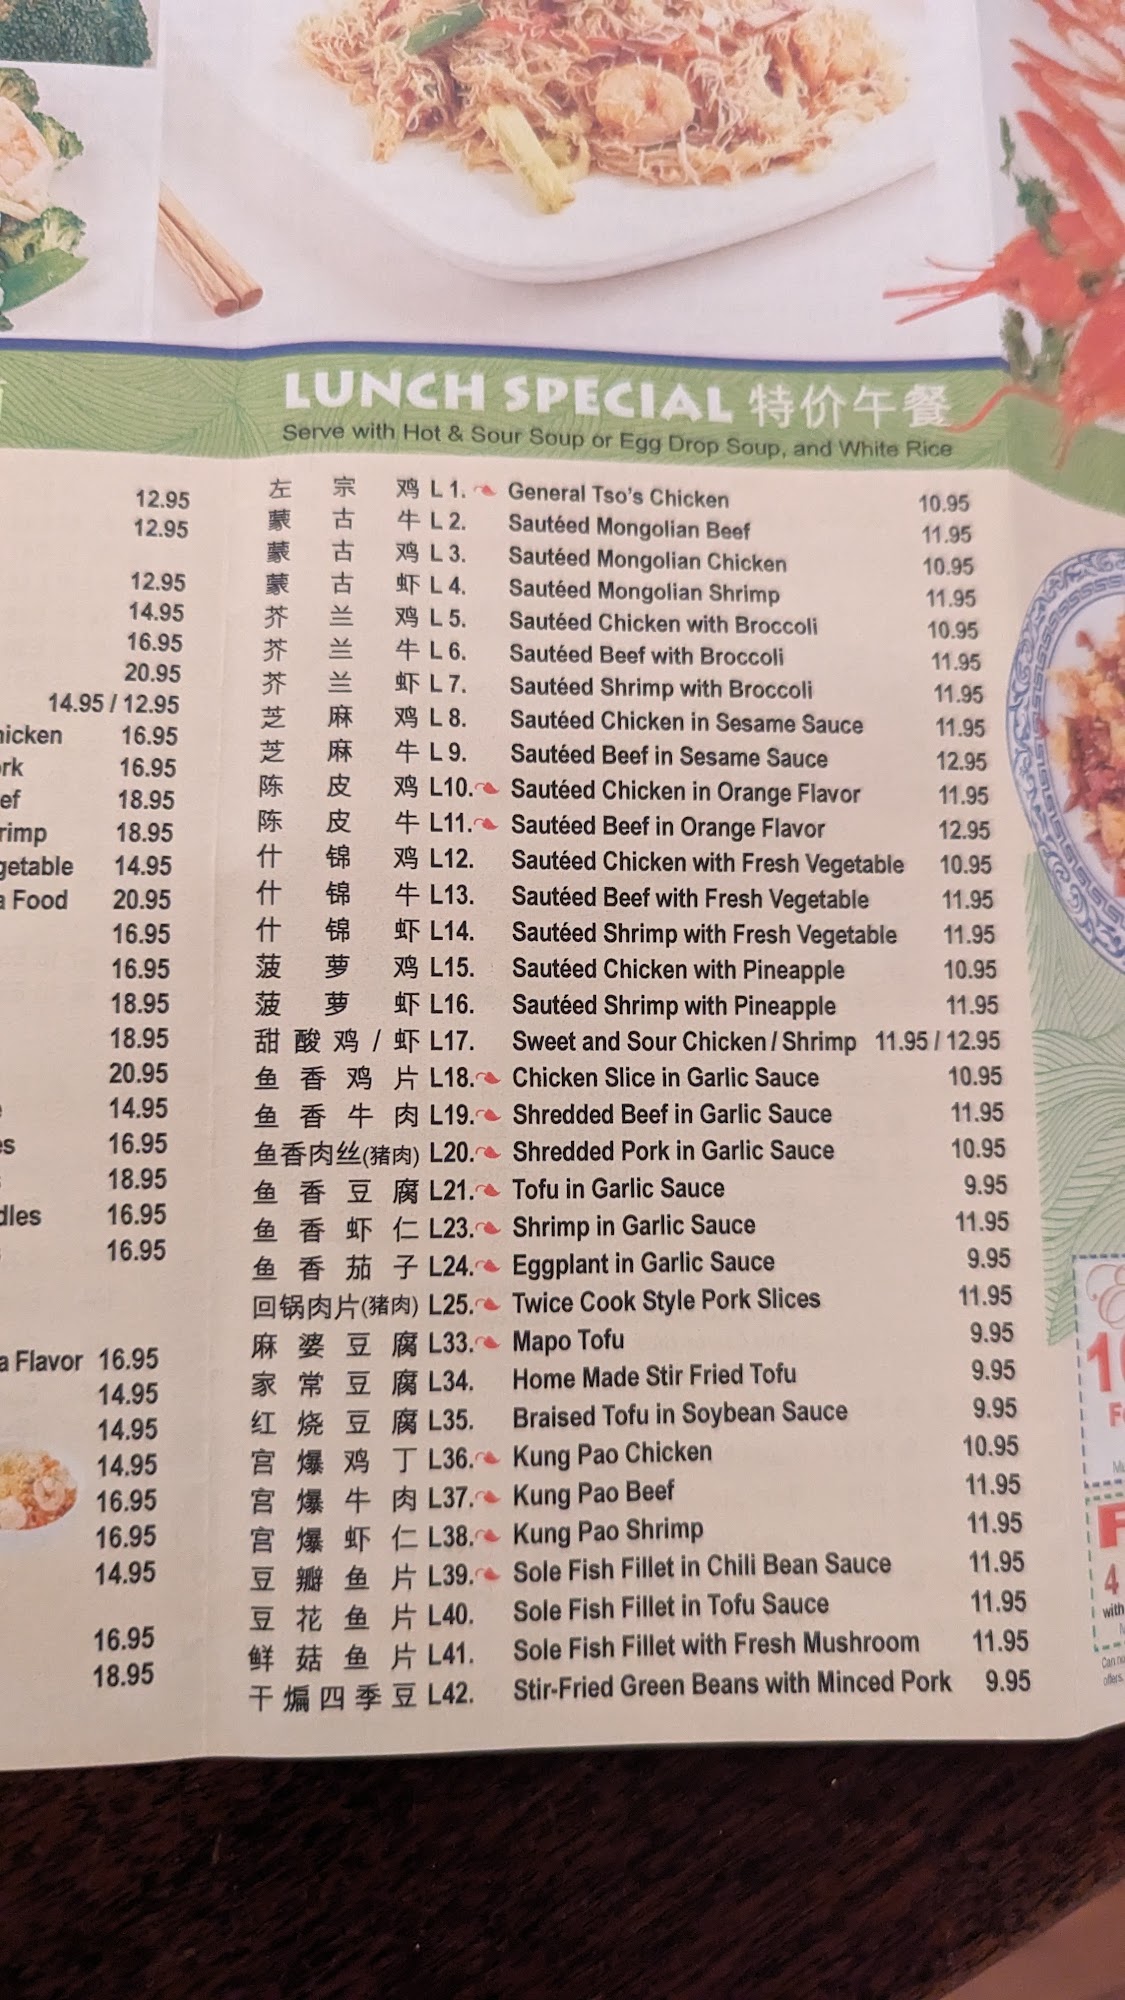 LUNCH SPECIAL 特价午餐
Serve with Hot & Sour Soup or Egg Drop Soup, and White Rice
左宗鸡 L 1. General Tso's Chicken 10.95
蒙古牛 L 2. Sautéed Mongolian Beef 11.95
蒙古鸡 L 3. Sautéed Mongolian Chicken 10.95
蒙古虾 L 4. Sautéed Mongolian Shrimp 11.95
芥兰鸡 L 5. Sautéed Chicken with Broccoli 10.95
芥兰牛 L 6. Sautéed Beef with Broccoli 11.95
芥兰虾 L 7. Sautéed Shrimp with Broccoli 11.95
芝麻鸡 L 8. Sautéed Chicken in Sesame Sauce 11.95
芝麻牛 L 9. Sautéed Beef in Sesame Sauce 12.95
陈皮鸡 L10. Sautéed Chicken in Orange Flavor 11.95
陈皮牛 L11. Sautéed Beef in Orange Flavor 12.95
什锦鸡 L12. Sautéed Chicken with Fresh Vegetable 10.95
什锦牛 L13. Sautéed Beef with Fresh Vegetable 11.95
什锦虾 L14. Sautéed Shrimp with Fresh Vegetable 11.95
菠萝鸡 L15. Sautéed Chicken with Pineapple 10.95
菠萝虾 L16. Sautéed Shrimp with Pineapple 11.95
甜酸鸡/虾 L17. Sweet and Sour Chicken / Shrimp 11.95 / 12.95
鱼香鸡片 L18. Chicken Slice in Garlic Sauce 10.95
鱼香牛肉 L19. Shredded Beef in Garlic Sauce 11.95
鱼香肉丝(猪肉) L20. Shredded Pork in Garlic Sauce 10.95
鱼香豆腐 L21. Tofu in Garlic Sauce 9.95
鱼香虾仁 L23. Shrimp in Garlic Sauce 11.95
鱼香茄子 L24. Eggplant in Garlic Sauce 9.95
回锅肉片(猪肉) L25. Twice Cook Style Pork Slices 11.95
麻婆豆腐 L33. Mapo Tofu 9.95
家常豆腐 L34. Home Made Stir Fried Tofu 9.95
红烧豆腐 L35. Braised Tofu in Soybean Sauce 9.95
宫爆鸡丁 L36. Kung Pao Chicken 10.95
宫爆牛肉 L37. Kung Pao Beef 11.95
宫爆虾仁 L38. Kung Pao Shrimp 11.95
豆瓣鱼片 L39. Sole Fish Fillet in Chili Bean Sauce 11.95
豆花鱼片 L40. Sole Fish Fillet in Tofu Sauce 11.95
鲜菇鱼片 L41. Sole Fish Fillet with Fresh Mushroom 11.95
干煸四季豆 L42. Stir-Fried Green Beans with Minced Pork 9.95
12.95
12.95
12.95
14.95
16.95
20.95
14.95 / 12.95
hicken 16.95
ork 16.95
ef 18.95
rimp 18.95
getable 14.95
a Food 20.95
16.95
16.95
18.95
18.95
20.95
14.95
es 16.95
18.95
dles 16.95
16.95
a Flavor 16.95
14.95
14.95
14.95
16.95
16.95
14.95
16.95
18.95
10
F
4
with